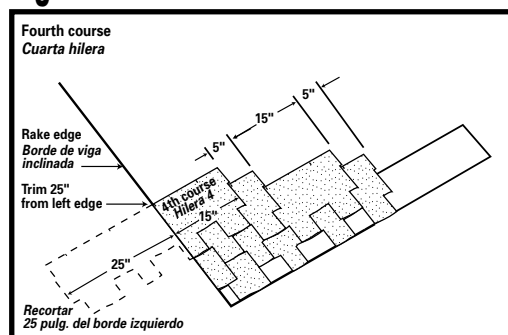 Fourth course
Cuarta hilera
5"
15"
5"
Rake edge
Borde de viga
inclinada
Trim 25"
from left edge
4th course
Hilera 4
15"
25"
Recortar
25 pulg. del borde izquierdo